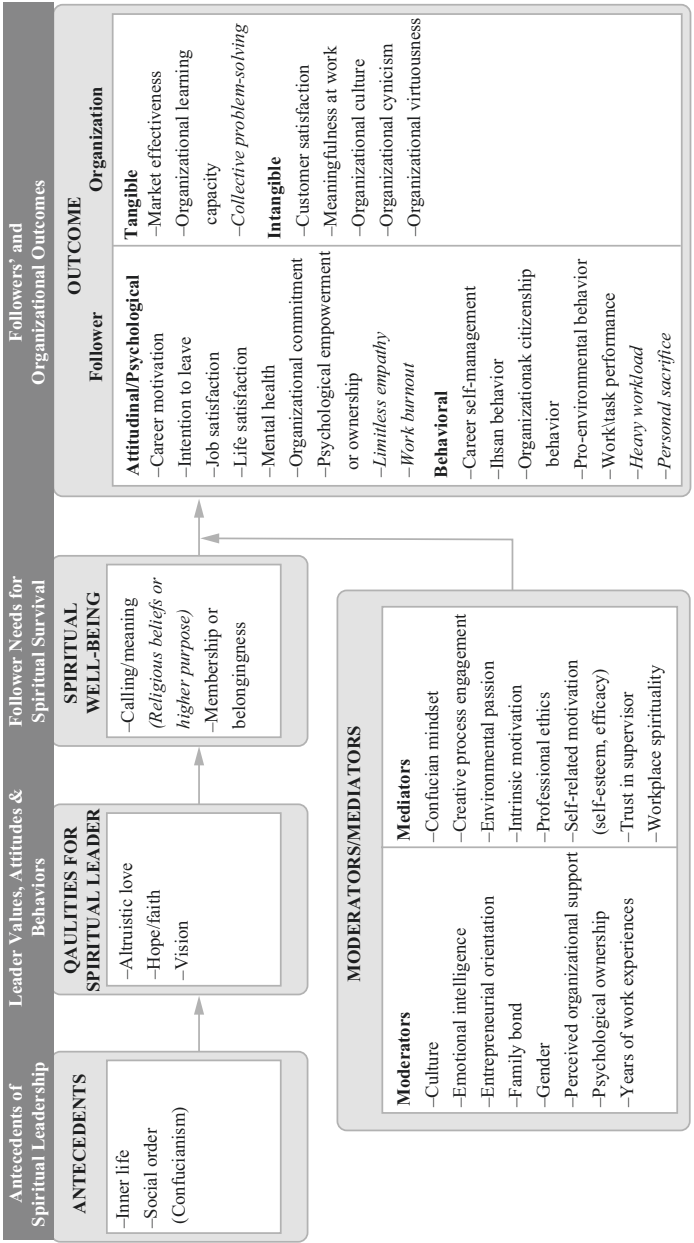 Antecedents of
Spiritual Leadership
Leader Values, Attitudes &
Behaviors
Follower Needs for
Spiritual Survival
Followers' and
Organizational Outcomes
ANTECEDENTS
–Inner life
–Social order
(Confucianism)
QAULITIES FOR
SPIRITUAL LEADER
–Altruistic love
–Hope/faith
–Vision
SPIRITUAL
WELL-BEING
–Calling/meaning
(Religious beliefs or
higher purpose)
–Membership or
belongingness
OUTCOME
Follower
Attitudinal/Psychological
–Career motivation
–Intention to leave
–Job satisfaction
–Life satisfaction
–Mental health
–Organizational commitment
–Psychological empowerment
or ownership
–Limitless empathy
–Work burnout
Behavioral
–Career self-management
–Ihsan behavior
–Organizationak citizenship
behavior
–Pro-environmental behavior
–Work\task performance
–Heavy workload
–Personal sacrifice
Organization
Tangible
–Market effectiveness
–Organizational learning
capacity
–Collective problem-solving
Intangible
–Customer satisfaction
–Meaningfulness at work
–Organizational culture
–Organizational cynicism
–Organizational virtuousness
MODERATORS/MEDIATORS
Moderators
–Culture
–Emotional intelligence
–Entrepreneurial orientation
–Family bond
–Gender
–Perceived organizational support
–Psychological ownership
–Years of work experiences
Mediators
–Confucian mindset
–Creative process engagement
–Environmental passion
–Intrinsic motivation
–Professional ethics
–Self-related motivation
(self-esteem, efficacy)
–Trust in supervisor
–Workplace spirituality